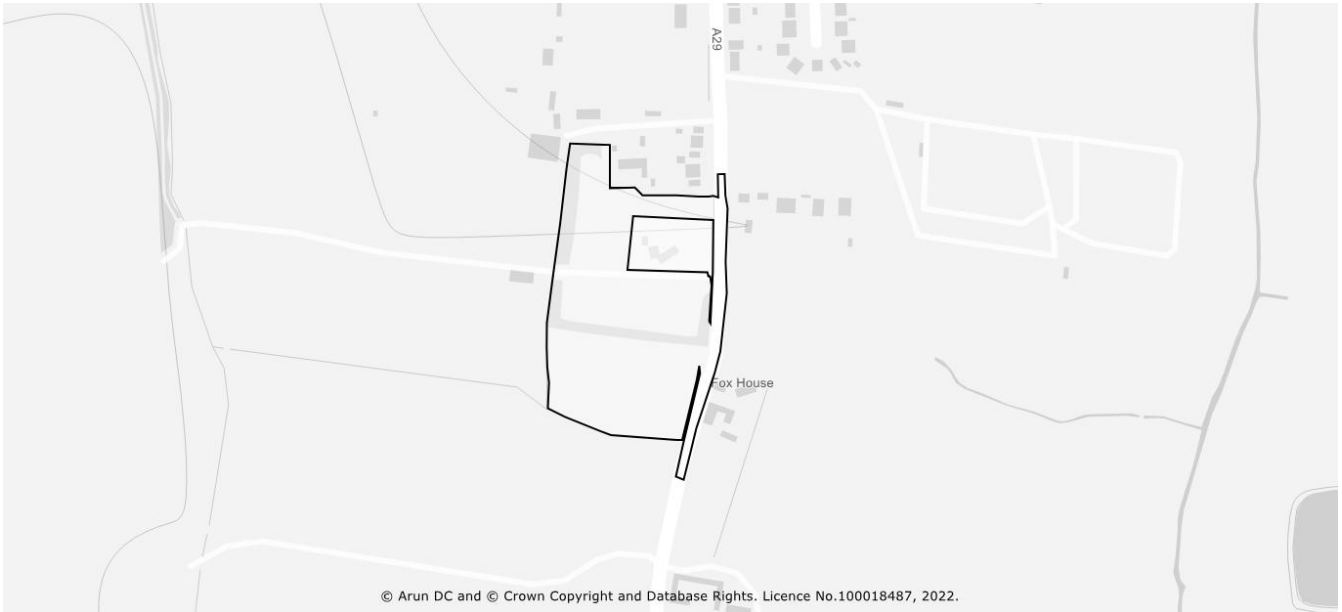 A29
Fox House
© Arun DC and © Crown Copyright and Database Rights. Licence No.100018487, 2022.